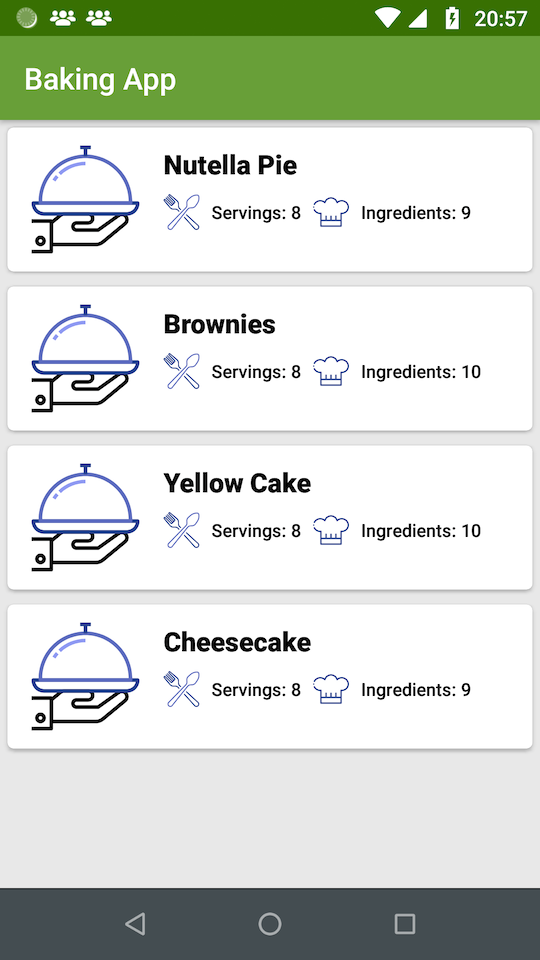 20:57
Baking App
Nutella Pie
Servings: 8 Ingredients: 9
Brownies
Servings: 8 Ingredients: 10
Yellow Cake
Servings: 8 Ingredients: 10
Cheesecake
Servings: 8 Ingredients: 9